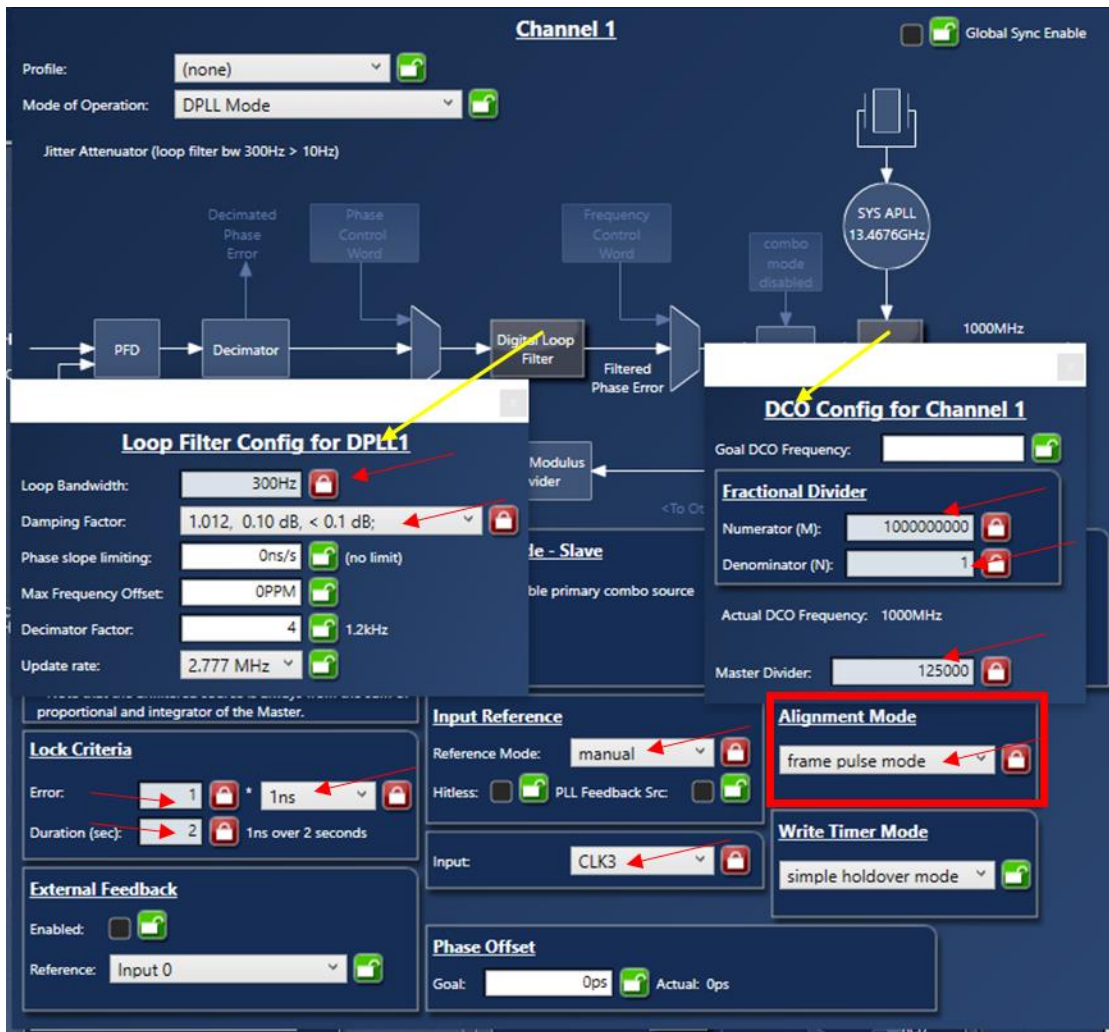 Channel 1
Global Sync Enable
Profile: (none)
Mode of Operation: DPLL Mode
Jitter Attenuator (loop filter bw 300Hz > 10Hz)
Decimated
Phase
Error
Phase
Control
Word
Frequency
Control
Word
combo
mode
disabled
SYS APLL
13.4676GHz
PFD
Decimator
Digital Loop
Filter
Filtered
Phase Error
1000MHz
Loop Filter Config for DPLL1
Loop Bandwidth: 300Hz
Damping Factor: 1.012, 0.10 dB, < 0.1 dB;
Phase slope limiting: 0ns/s (no limit)
Max Frequency Offset: 0PPM
Decimator Factor: 4 1.2kHz
Update rate: 2.777 MHz
Modulus
vider
<To Ot
de - Slave
ble primary combo source
DCO Config for Channel 1
Goal DCO Frequency:
Fractional Divider
Numerator (M): 1000000000
Denominator (N): 1
Actual DCO Frequency: 1000MHz
Master Divider: 125000
proportional and integrator of the Master.
Lock Criteria
Error: 1 * 1ns
Duration (sec): 2 1ns over 2 seconds
External Feedback
Enabled:
Reference: Input 0
Input Reference
Reference Mode: manual
Hitless: PLL Feedback Src:
Input: CLK3
Phase Offset
Goal: 0ps Actual: 0ps
Alignment Mode
frame pulse mode
Write Timer Mode
simple holdover mode